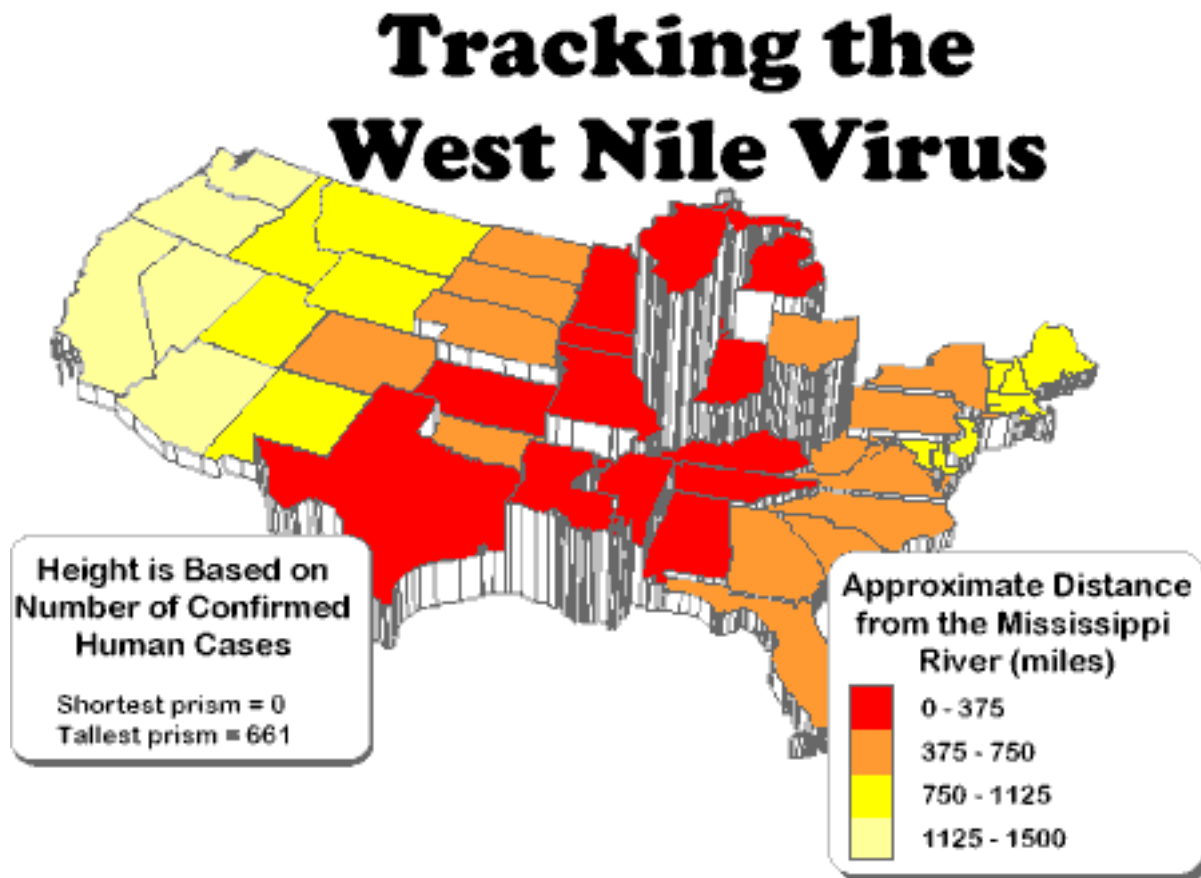 Tracking the
West Nile Virus
Height is Based on
Number of Confirmed
Human Cases
Shortest prism = 0
Tallest prism = 661
Approximate Distance
from the Mississippi
River (miles)
0 - 375
375 - 750
750 - 1125
1125 - 1500